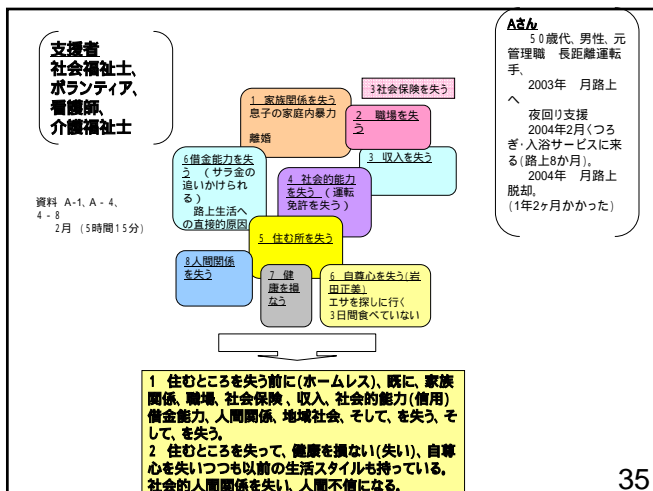 支援者
社会福祉士、
ボランティア、
看護師、
介護福祉士
資料 A-1、A - 4、
4 - 8
2月 (5時間15分)
1 家族関係を失う
息子の家庭内暴力
離婚
3社会保険を失う
2 職場を失
う
3 収入を失う
6借金能力を失
う (サラ金の
追いかけられ
る)
路上生活へ
の直接的原因
4 社会的能力
を失う (運転
免許を失う)
5 住む所を失う
8人間関係
を失う
7 健
康を損
なう
6 自尊心を失う(岩
田正美)
エサを探しに行く
3日間食べていない
Aさん
50歳代、男性、元
管理職 長距離運転
手、
2003年 月路上
へ
夜回り支援
2004年2月くつろ
ぎ・入浴サービスに来
る(路上8か月)。
2004年 月路上
脱却。
(1年2ヶ月かかった)
1 住むところを失う前に(ホームレス)、既に、家族
関係、職場、社会保険、収入、社会的能力(信用)
借金能力、人間関係、地域社会、そして、を失う、そ
して、を失う。
2 住むところを失って、健康を損ない(失い)、自尊
心を失いつつも以前の生活スタイルも持っている。
社会的人間関係を失い、人間不信になる。
35